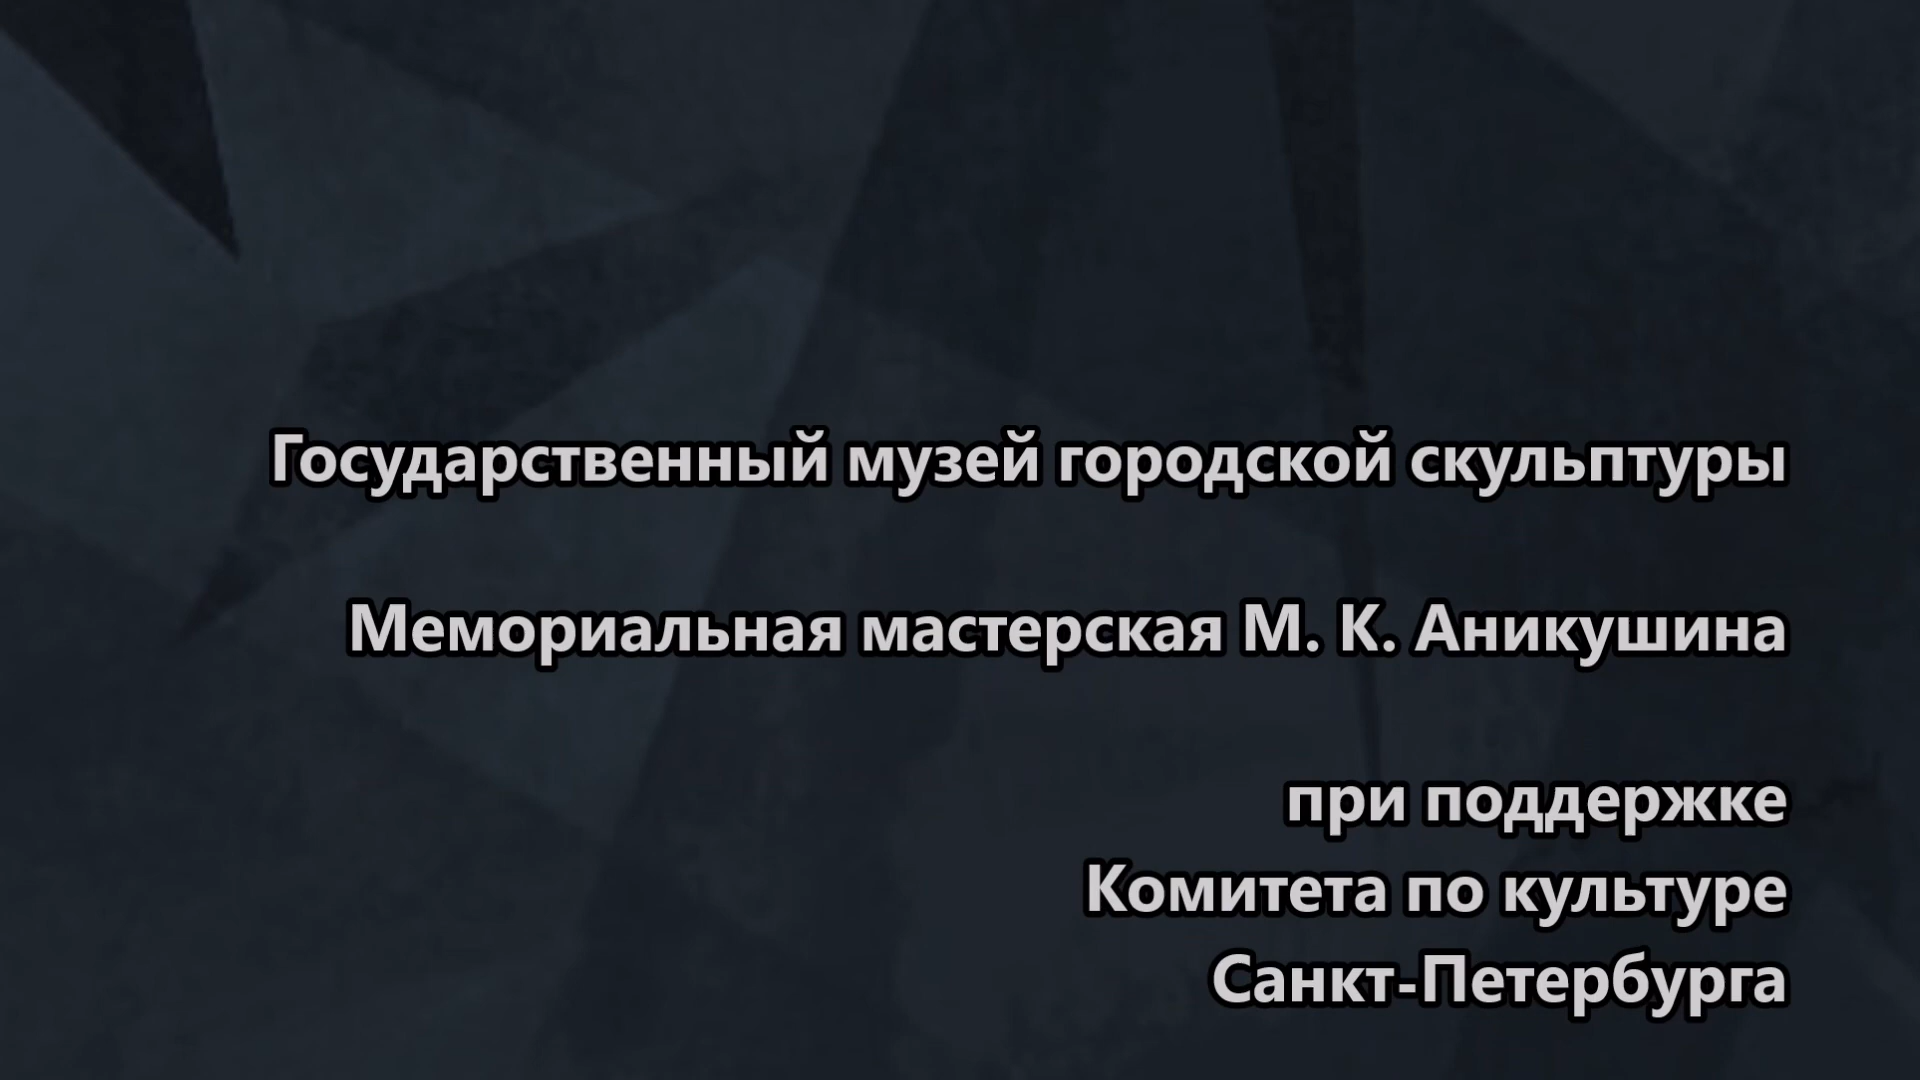 Государственный музей городской скульптуры
Мемориальная мастерская М. К. Аникушина
при поддержке
Комитета по культуре
Санкт-Петербурга